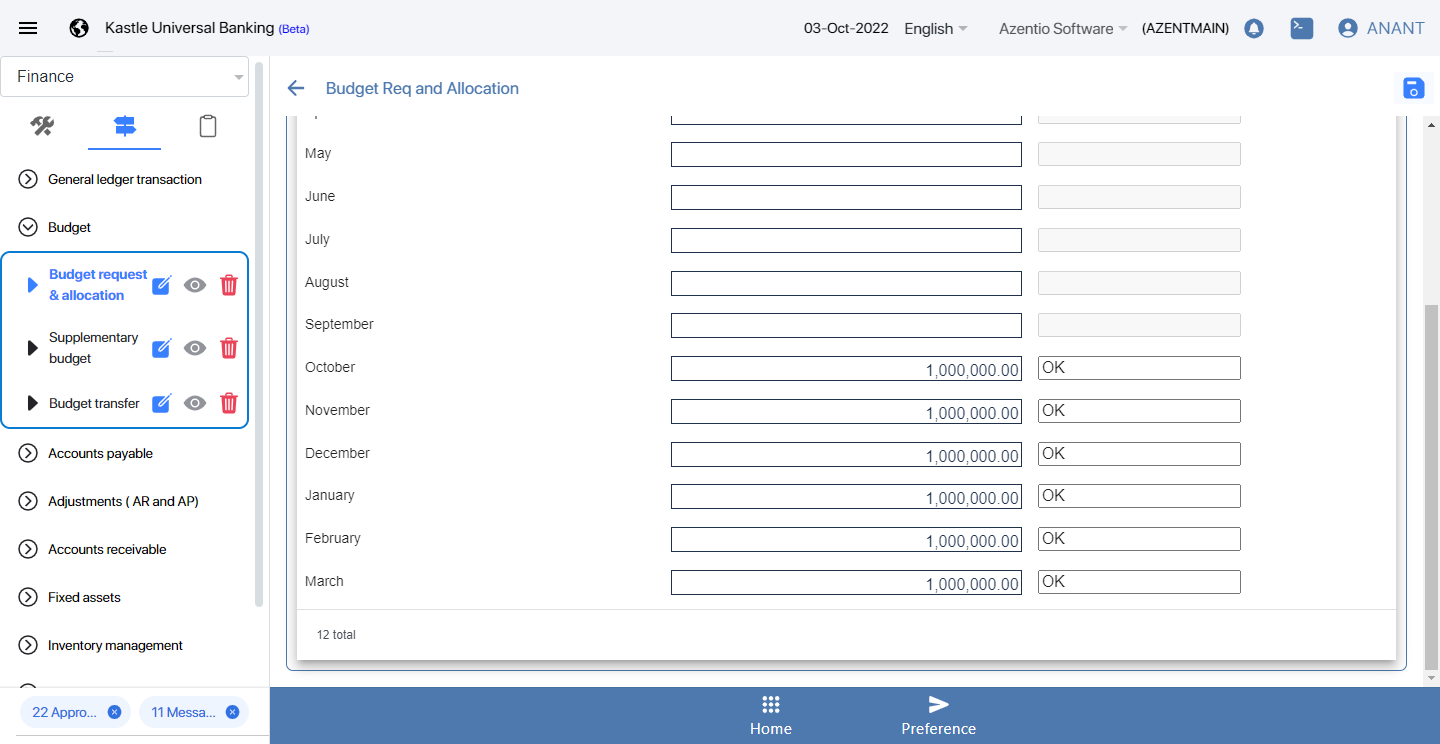 Kastle Universal Banking (Beta)
03-Oct-2022
English
Azentio Software
(AZENTMAIN)
ANANT
Finance
General ledger transaction
Budget
Budget request
& allocation
Supplementary
budget
Budget transfer
Accounts payable
Adjustments ( AR and AP)
Accounts receivable
Fixed assets
Inventory management
22 Appro...
11 Messa...
Budget Req and Allocation
May
June
July
August
September
October 1,000,000.00 OK
November 1,000,000.00 OK
December 1,000,000.00 OK
January 1,000,000.00 OK
February 1,000,000.00 OK
March 1,000,000.00 OK
12 total
Home
Preference